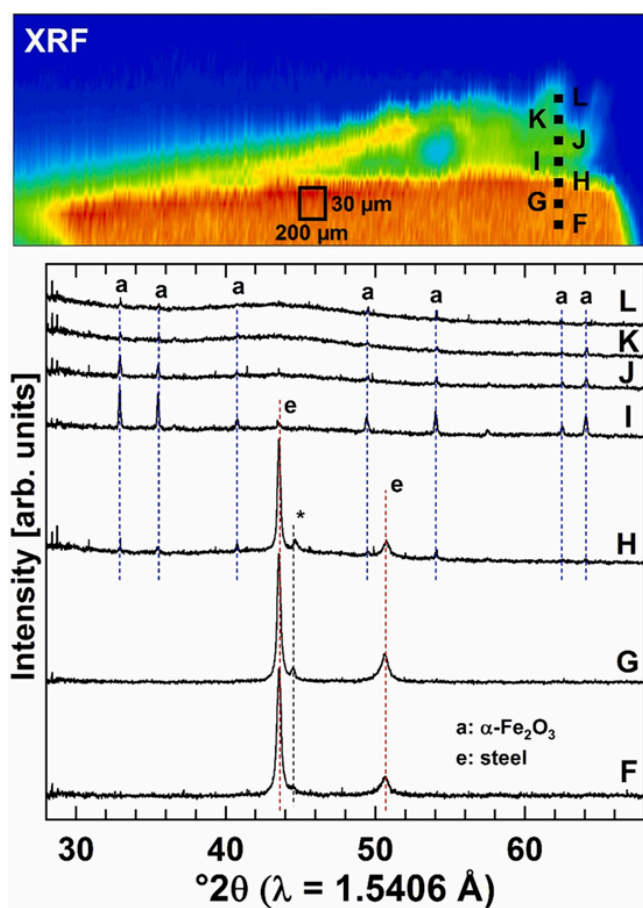 XRF
L
K
J
I
H
G
F
30 µm
200 µm
a a a a a a a
L
K
J
e
I
e
*
H
G
a: α-Fe₂O₃
e: steel
F
30 40 50 60
°2θ (λ = 1.5406 Å)
Intensity [arb. units]